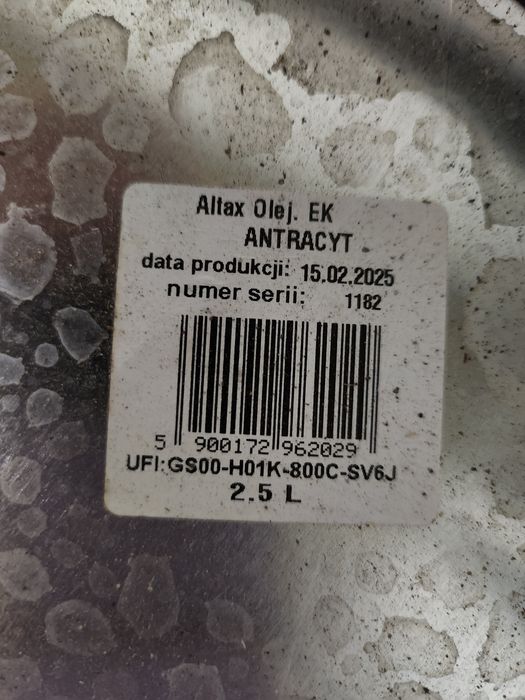 Altax Olej. EK
ANTRACYT
data produkcji: 15.02.2025
numer serii: 1182
5 900172 962029
UFI:GS00-H01K-800C-SV6J
2.5 L